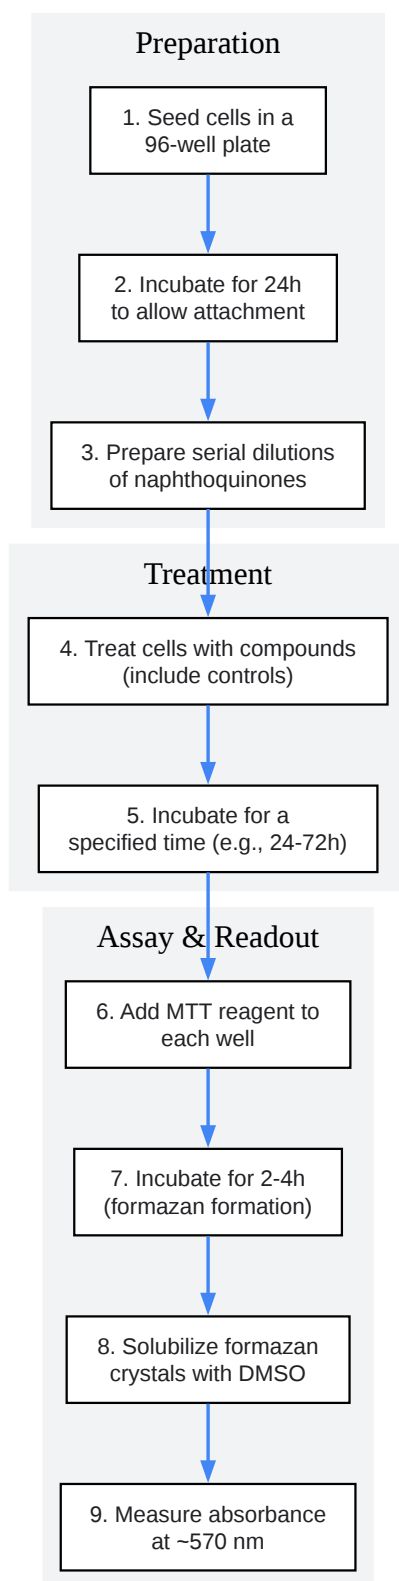 Preparation
1. Seed cells in a
96-well plate
2. Incubate for 24h
to allow attachment
3. Prepare serial dilutions
of naphthoquinones
Treatment
4. Treat cells with compounds
(include controls)
5. Incubate for a
specified time (e.g., 24-72h)
Assay & Readout
6. Add MTT reagent to
each well
7. Incubate for 2-4h
(formazan formation)
8. Solubilize formazan
crystals with DMSO
9. Measure absorbance
at ~570 nm